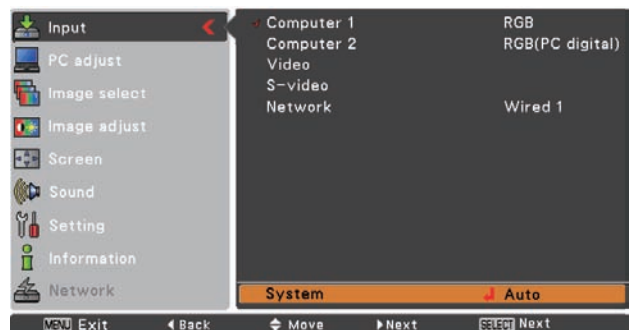 Input
PC adjust
Image select
Image adjust
Screen
Sound
Setting
Information
Network
Computer 1 RGB
Computer 2 RGB(PC digital)
Video
S-video
Network Wired 1
System Auto
MENU Exit Back Move Next SELECT Next